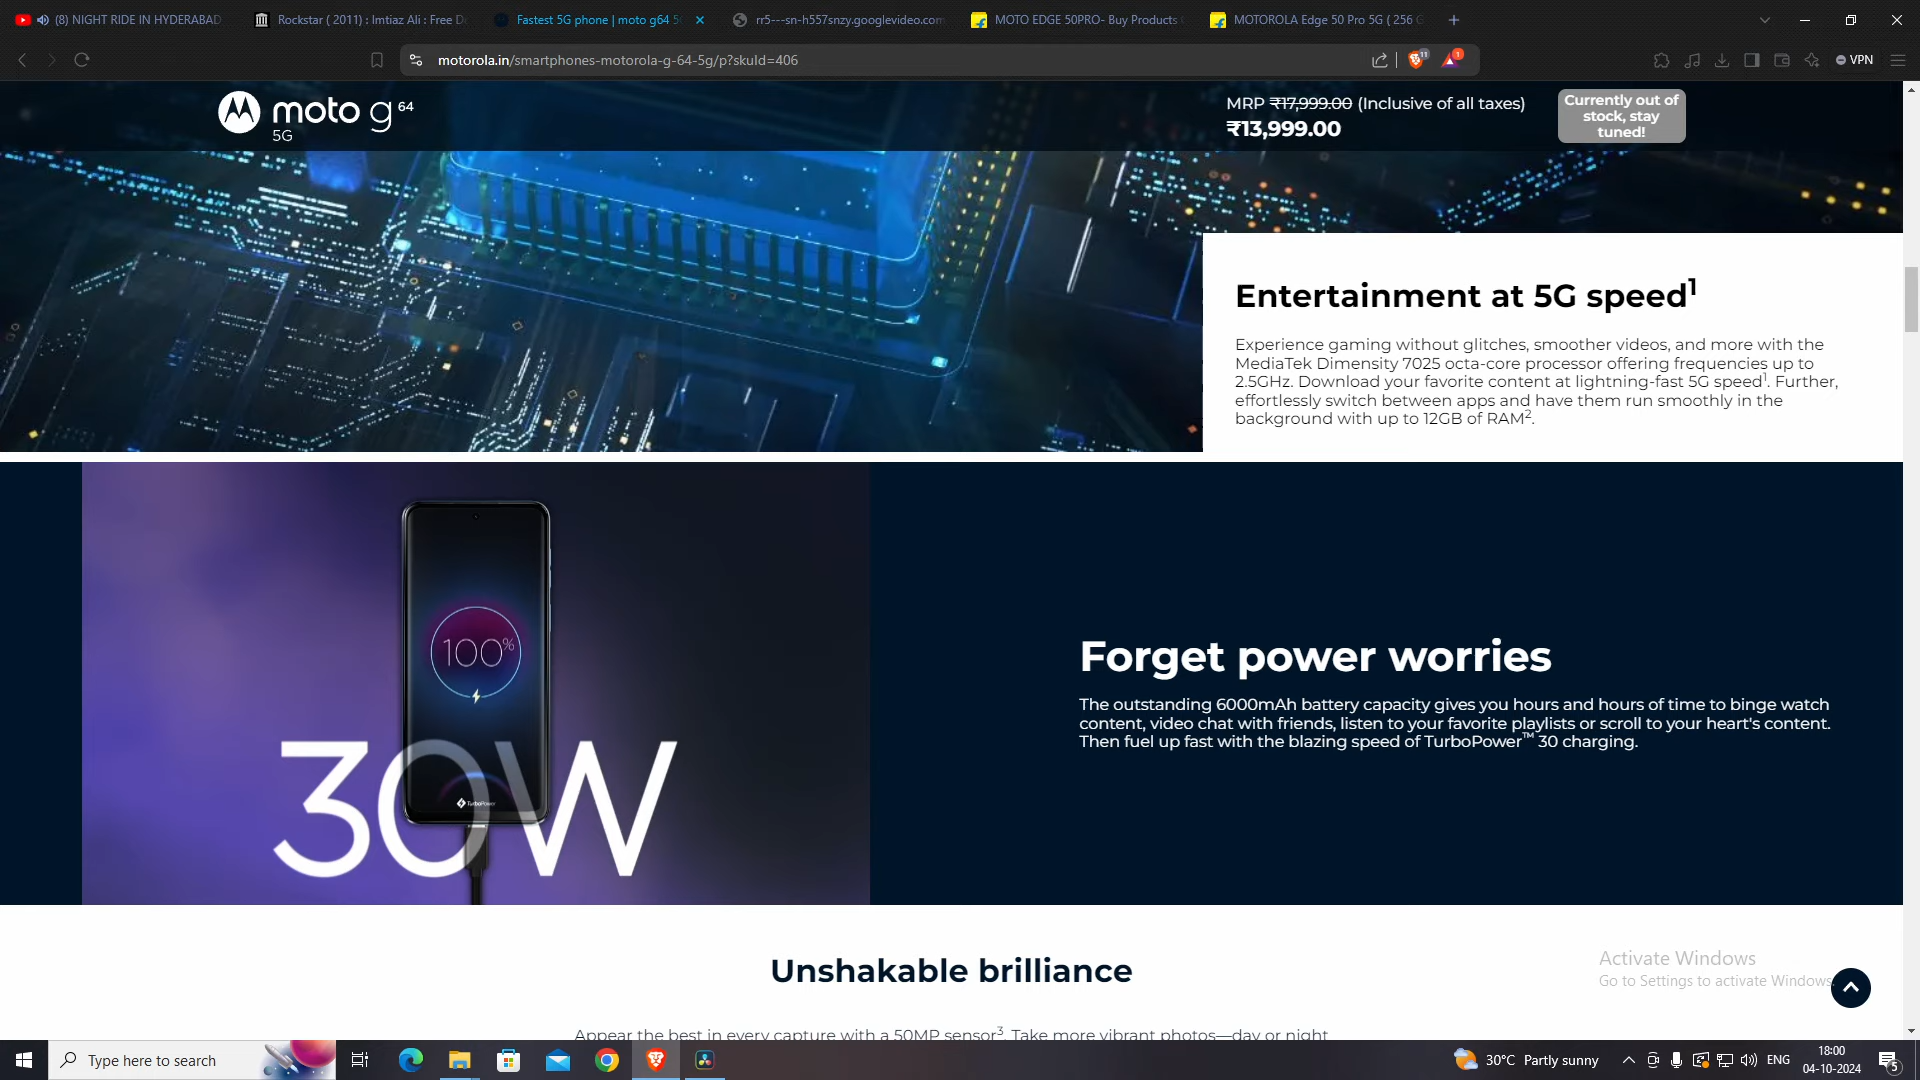 (8) NIGHT RIDE IN HYDERABAD
Rockstar ( 2011) : Imtiaz Ali : Free Do
Fastest 5G phone | moto g64 5G
rr5---sn-h557snzy.googlevideo.com
MOTO EDGE 50PRO- Buy Products
MOTOROLA Edge 50 Pro 5G ( 256 G
motorola.in/smartphones-motorola-g-64-5g/p?skuId=406
11
1
VPN
moto g 64
5G
MRP ₹17,999.00 (Inclusive of all taxes)
₹13,999.00
Currently out of
stock, stay
tuned!
Entertainment at 5G speed1
Experience gaming without glitches, smoother videos, and more with the
MediaTek Dimensity 7025 octa-core processor offering frequencies up to
2.5GHz. Download your favorite content at lightning-fast 5G speed1. Further,
effortlessly switch between apps and have them run smoothly in the
background with up to 12GB of RAM2.
100%
TurboPower
30W
Forget power worries
The outstanding 6000mAh battery capacity gives you hours and hours of time to binge watch
content, video chat with friends, listen to your favorite playlists or scroll to your heart's content.
Then fuel up fast with the blazing speed of TurboPower™ 30 charging.
Unshakable brilliance
Appear the best in every capture with a 50MP sensor3. Take more vibrant photos—day or night
Activate Windows
Go to Settings to activate Windows.
Type here to search
30°C Partly sunny
ENG
18:00
04-10-2024
5